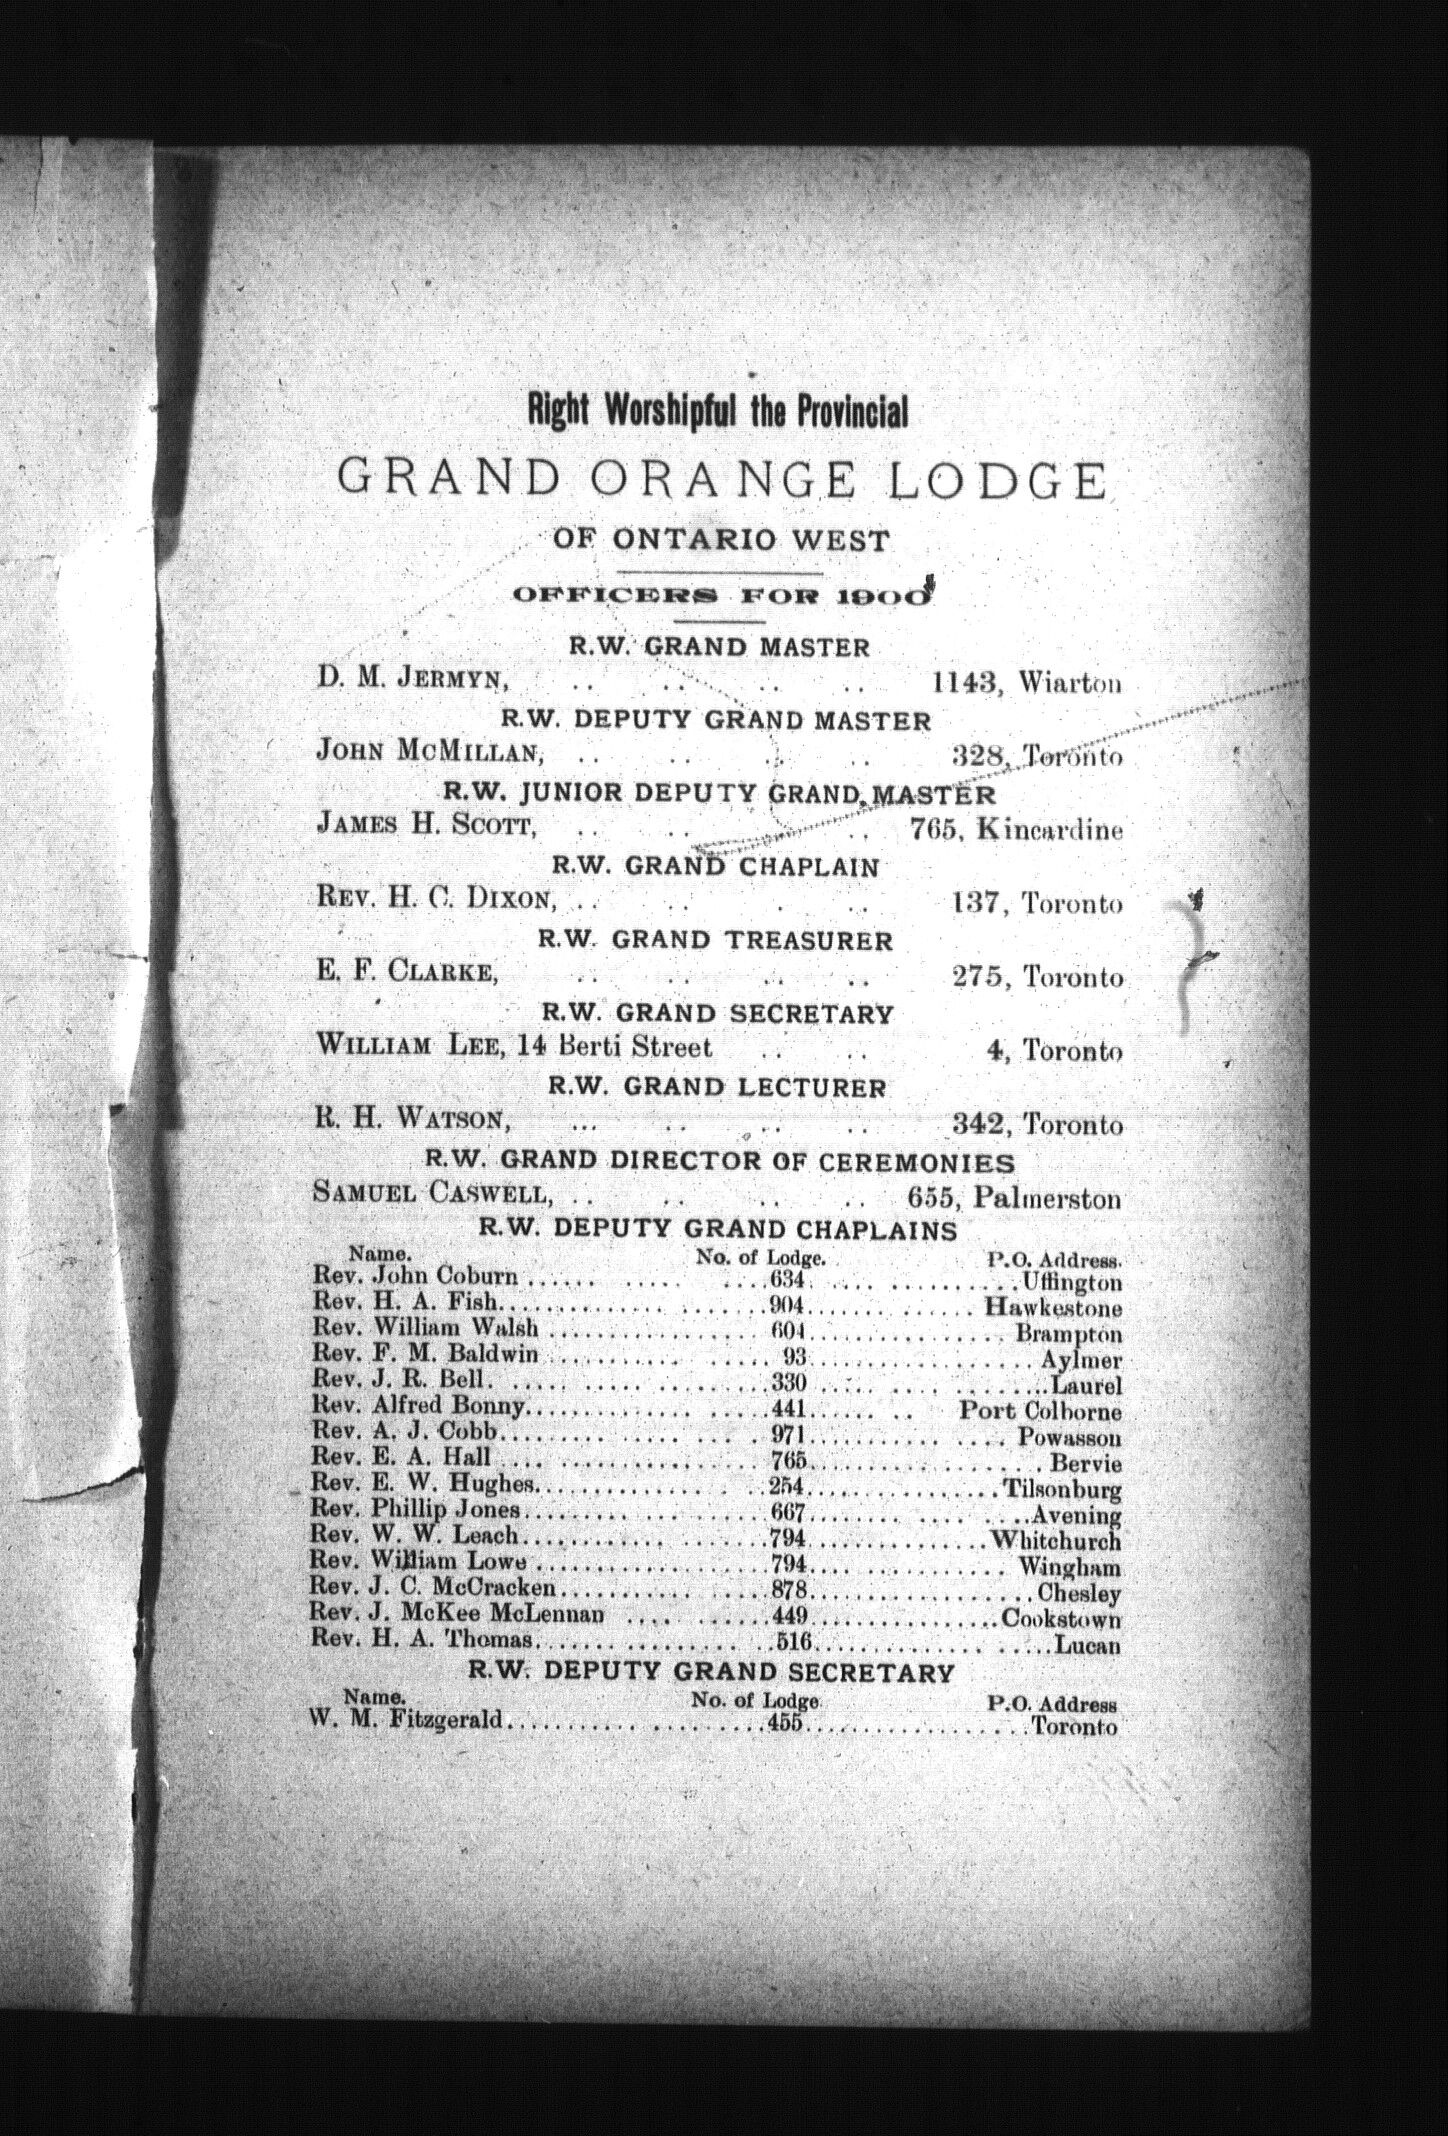 Right Worshipful the Provincial
GRAND ORANGE LODGE
OF ONTARIO WEST
OFFICERS FOR 1900
R.W. GRAND MASTER
D. M. JERMYN, .. .. .. .. 1143, Wiarton
R.W. DEPUTY GRAND MASTER
JOHN MCMILLAN, .. .. .. .. 328, Toronto
R.W. JUNIOR DEPUTY GRAND MASTER
JAMES H. SCOTT, .. .. .. 765, Kincardine
R.W. GRAND CHAPLAIN
REV. H. C. DIXON, .. .. . .. 137, Toronto
R.W. GRAND TREASURER
E. F. CLARKE, .. .. .. .. 275, Toronto
R.W. GRAND SECRETARY
WILLIAM LEE, 14 Berti Street .. .. 4, Toronto
R.W. GRAND LECTURER
R. H. WATSON, ... .. .. .. 342, Toronto
R.W. GRAND DIRECTOR OF CEREMONIES
SAMUEL CASWELL, .. .. .. .. 655, Palmerston
R.W. DEPUTY GRAND CHAPLAINS
Name. No. of Lodge. P.O. Address.
Rev. John Coburn ...... ..... ....634. ... ..........Uffington
Rev. H. A. Fish............... .......904............. Hawkestone
Rev. William Walsh ................. 604............... Brampton
Rev. F. M. Baldwin ........... ...... 93................. Aylmer
Rev. J. R. Bell. ..... ...... .........330 ..... .... .........Laurel
Rev. Alfred Bonny............... ......441...... .. Port Colborne
Rev. A. J. Cobb.......... ...... .... .971........... .... Powasson
Rev. E. A. Hall .... ................765.................. Bervie
Rev. E. W. Hughes.............. . ..254................Tilsonburg
Rev. Phillip Jones.......... ... ......667........ .... ....Avening
Rev. W. W. Leach.............. .......794..............Whitchurch
Rev. William Lowe ..................794.... ........... Wingham
Rev. J. C. McCracken........... .....878................. Chesley
Rev. J. McKee McLennan .... .......449..............Cookstown
Rev. H. A. Thomas................ ..516............. .....Lucan
R.W. DEPUTY GRAND SECRETARY
Name. No. of Lodge P.O. Address
W. M. Fitzgerald........... .........455..................Toronto